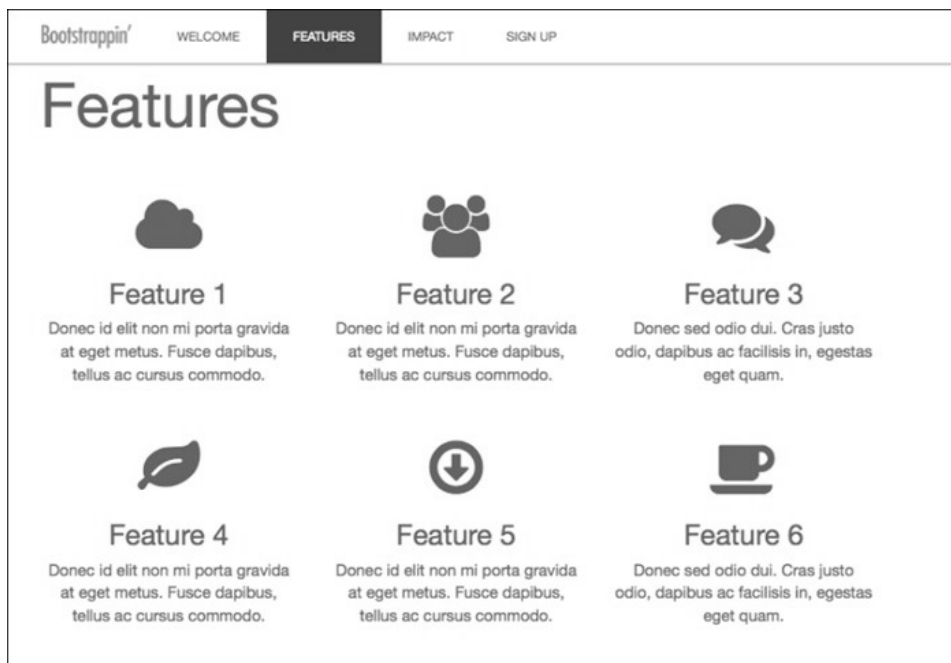 Bootstrappin'
WELCOME
FEATURES
IMPACT
SIGN UP
Features
Feature 1
Donec id elit non mi porta gravida
at eget metus. Fusce dapibus,
tellus ac cursus commodo.
Feature 2
Donec id elit non mi porta gravida
at eget metus. Fusce dapibus,
tellus ac cursus commodo.
Feature 3
Donec sed odio dui. Cras justo
odio, dapibus ac facilisis in, egestas
eget quam.
Feature 4
Donec id elit non mi porta gravida
at eget metus. Fusce dapibus,
tellus ac cursus commodo.
Feature 5
Donec id elit non mi porta gravida
at eget metus. Fusce dapibus,
tellus ac cursus commodo.
Feature 6
Donec sed odio dui. Cras justo
odio, dapibus ac facilisis in, egestas
eget quam.